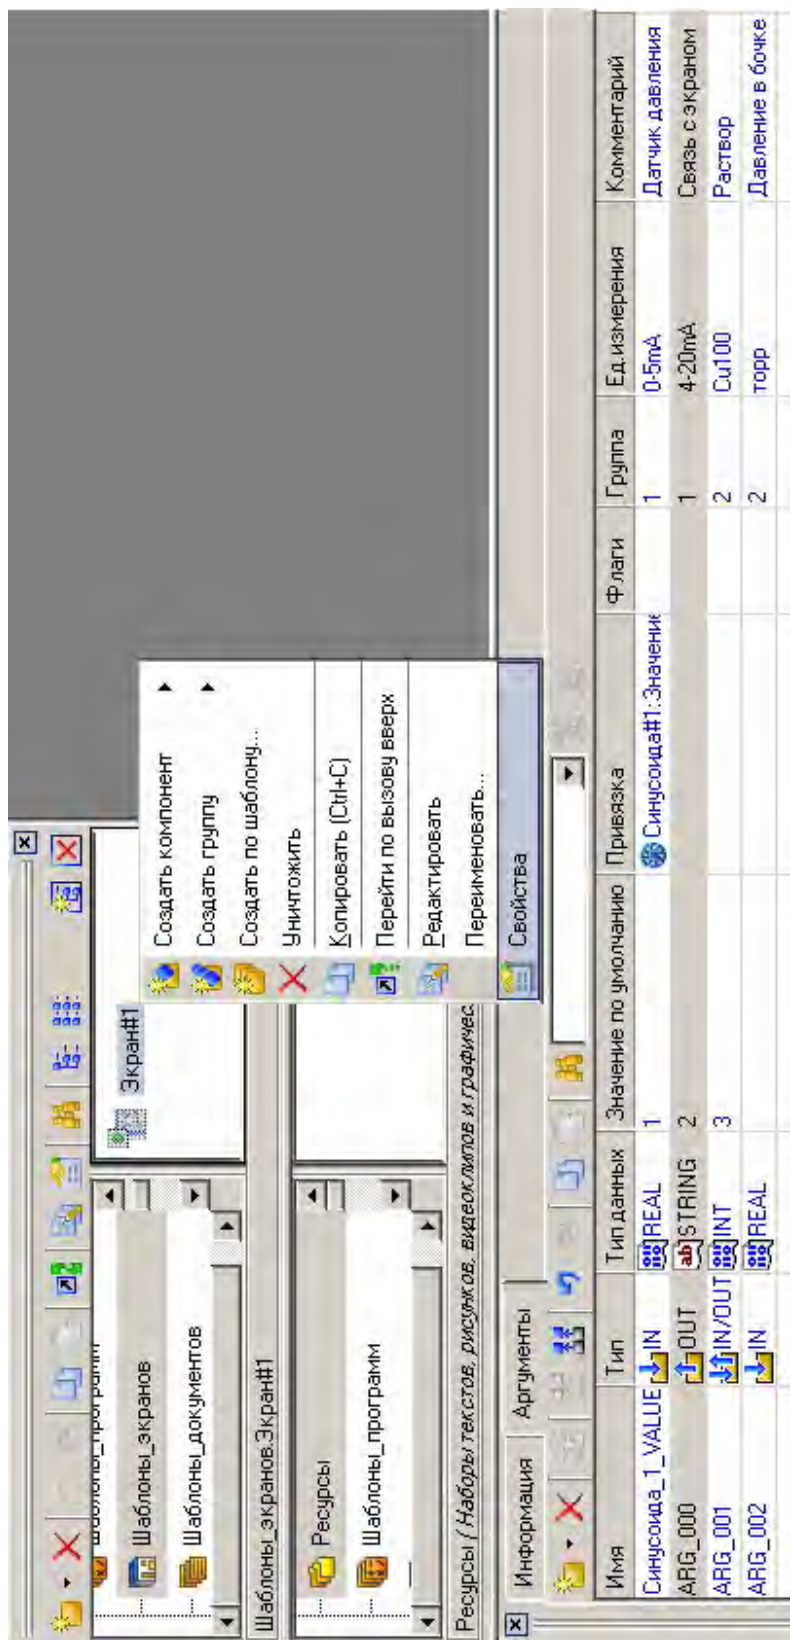 Шаблоны_программ
Шаблоны_экранов
Шаблоны_документов
Экран#1
Шаблоны_экранов.Экран#1
Ресурсы
Шаблоны_программ
Ресурсы ( Наборы текстов, рисунков, видеоклипов и графичес
Создать компонент
Создать группу
Создать по шаблону...
Уничтожить
Копировать (Ctrl+C)
Перейти по вызову вверх
Редактировать
Переименовать...
Свойства
Информация Аргументы
Имя Тип Тип данных Значение по умолчанию Привязка Флаги Группа Ед.измерения Комментарий
Синусоида_1_VALUE IN REAL 1 Синусоида#1:Значение 1 0-5mA Датчик давления
ARG_000 OUT STRING 2 1 4-20mA Связь с экраном
ARG_001 IN/OUT INT 3 2 Cu100 Раствор
ARG_002 IN REAL 2 торр Давление в бочке